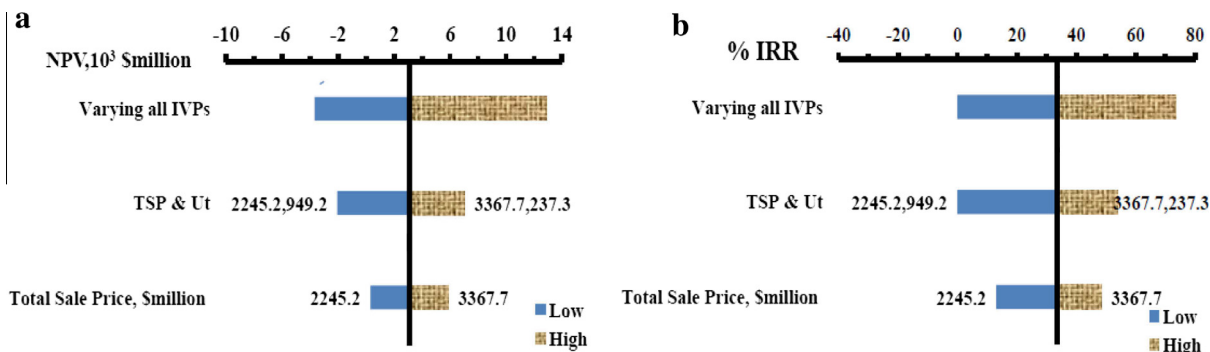 a
-10 -6 -2 2 6 10 14
NPV,10³ $million
Varying all IVPs
TSP & Ut 2245.2,949.2 3367.7,237.3
Total Sale Price, $million 2245.2 3367.7
Low
High
b
-40 -20 0 20 40 60 80
% IRR
Varying all IVPs
TSP & Ut 2245.2,949.2 3367.7,237.3
Total Sale Price, $million 2245.2 3367.7
Low
High